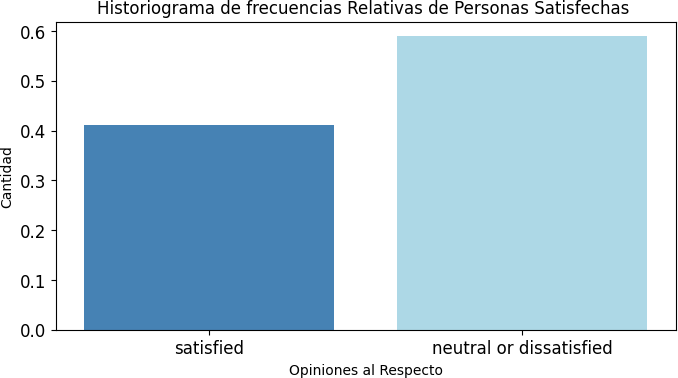 Historiograma de frecuencias Relativas de Personas Satisfechas
Cantidad
0.6
0.5
0.4
0.3
0.2
0.1
0.0
satisfied
neutral or dissatisfied
Opiniones al Respecto